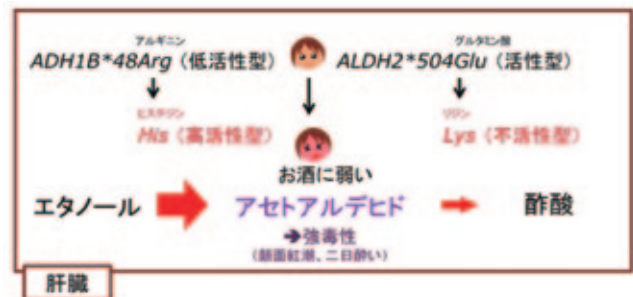 アルギニン
ADH1B*48Arg（低活性型）
グルタミン酸
ALDH2*504Glu（活性型）
ヒスタジン
His（高活性型）
リジン
Lys（不活性型）
お酒に弱い
エタノール
アセトアルデヒド
酢酸
➔強毒性
（顔面紅潮、二日酔い）
肝臓